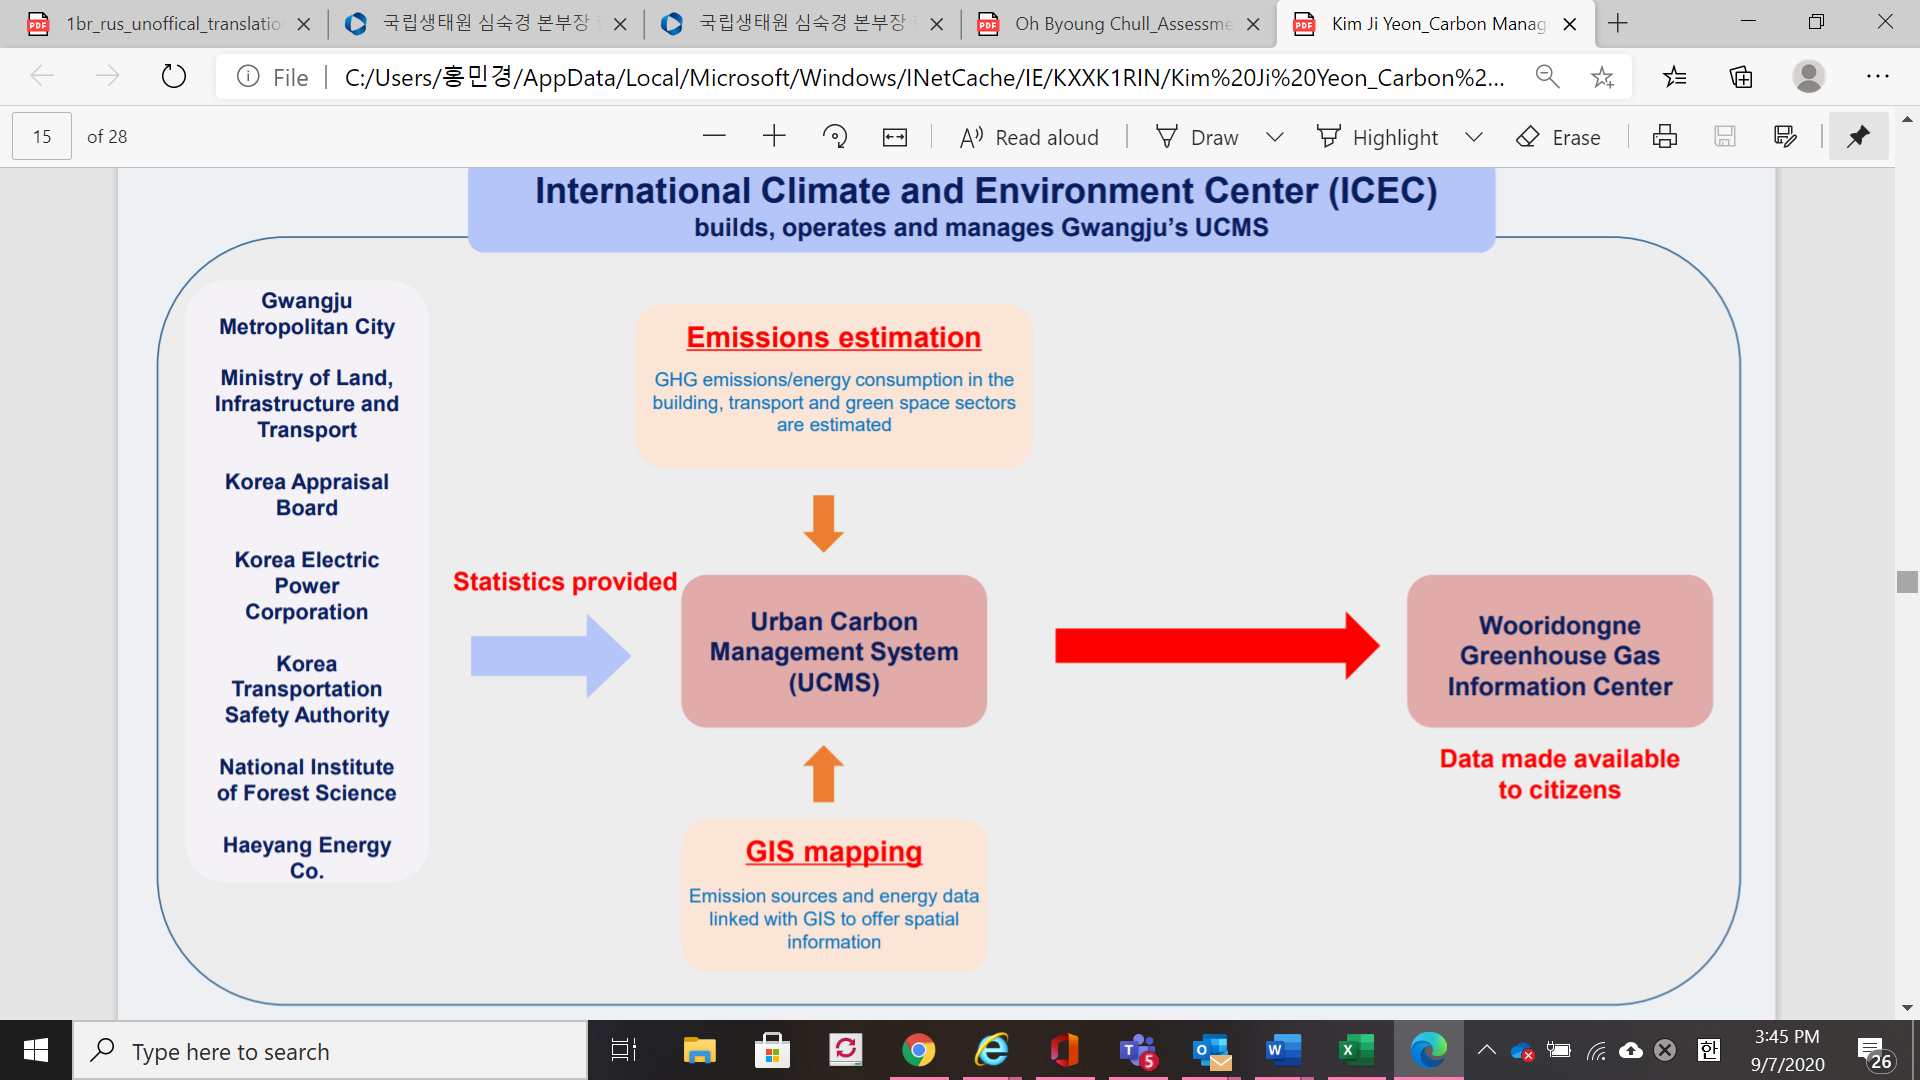 1br_rus_unoffical_translatio
국립생태원 심숙경 본부장
국립생태원 심숙경 본부장
Oh Byoung Chull_Assessme
Kim Ji Yeon_Carbon Manag
File
C:/Users/홍민경/AppData/Local/Microsoft/Windows/INetCache/IE/KXXK1RIN/Kim%20Ji%20Yeon_Carbon%2...
15 of 28
Read aloud
Draw
Highlight
Erase
International Climate and Environment Center (ICEC)
builds, operates and manages Gwangju’s UCMS
Gwangju
Metropolitan City
Ministry of Land,
Infrastructure and
Transport
Korea Appraisal
Board
Korea Electric
Power
Corporation
Korea
Transportation
Safety Authority
National Institute
of Forest Science
Haeyang Energy
Co.
Statistics provided
Emissions estimation
GHG emissions/energy consumption in the
building, transport and green space sectors
are estimated
Urban Carbon
Management System
(UCMS)
GIS mapping
Emission sources and energy data
linked with GIS to offer spatial
information
Wooridongne
Greenhouse Gas
Information Center
Data made available
to citizens
Type here to search
5
한
3:45 PM
9/7/2020
26